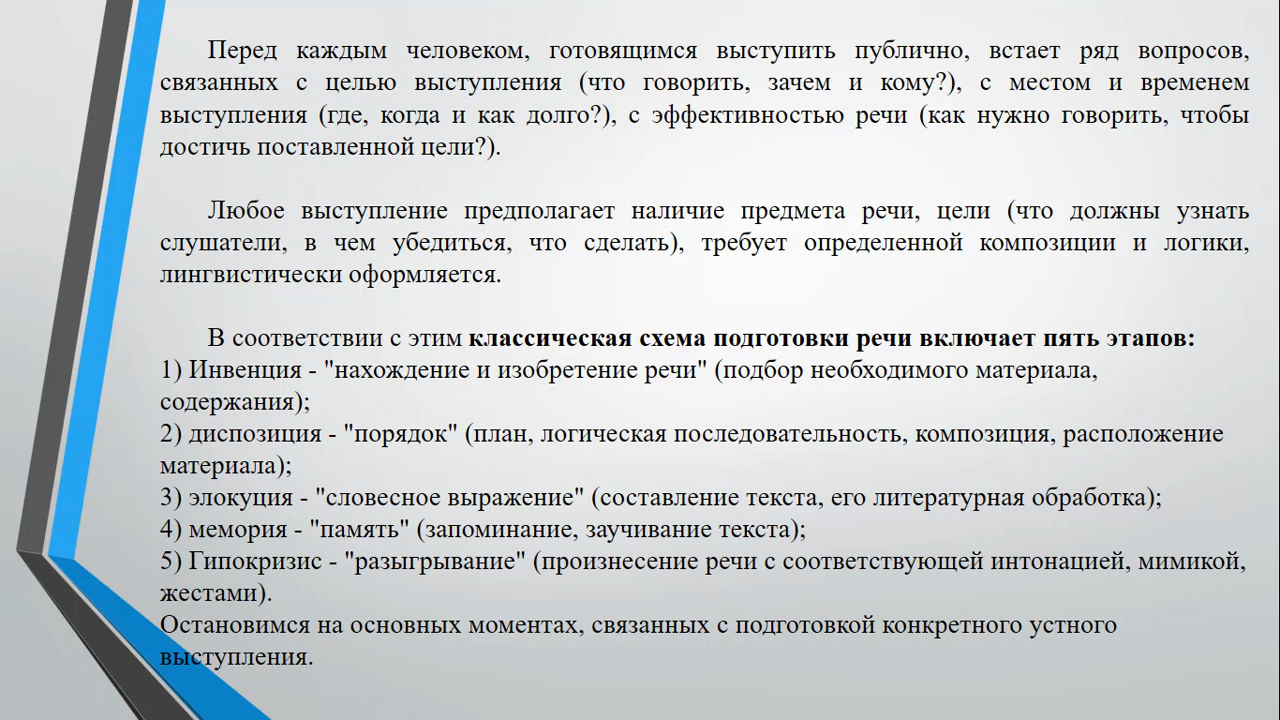 Перед каждым человеком, готовящимся выступить публично, встает ряд вопросов,
связанных с целью выступления (что говорить, зачем и кому?), с местом и временем
выступления (где, когда и как долго?), с эффективностью речи (как нужно говорить, чтобы
достичь поставленной цели?).
Любое выступление предполагает наличие предмета речи, цели (что должны узнать
слушатели, в чем убедиться, что сделать), требует определенной композиции и логики,
лингвистически оформляется.
В соответствии с этим классическая схема подготовки речи включает пять этапов:
1) Инвенция - "нахождение и изобретение речи" (подбор необходимого материала,
содержания);
2) диспозиция - "порядок" (план, логическая последовательность, композиция, расположение
материала);
3) элокуция - "словесное выражение" (составление текста, его литературная обработка);
4) мемория - "память" (запоминание, заучивание текста);
5) Гипокризис - "разыгрывание" (произнесение речи с соответствующей интонацией, мимикой,
жестами).
Остановимся на основных моментах, связанных с подготовкой конкретного устного
выступления.